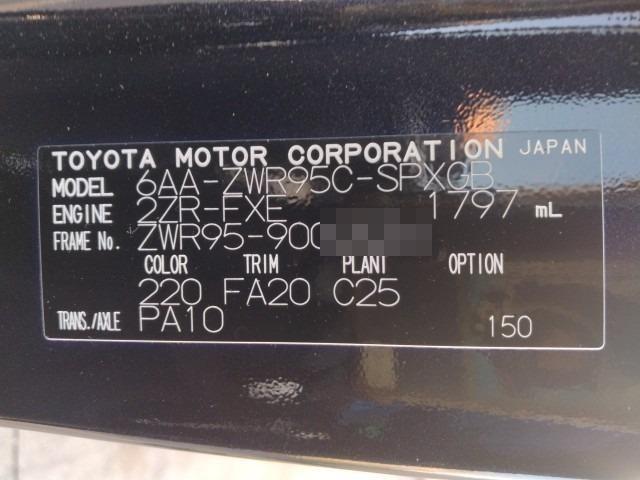 TOYOTA MOTOR CORPORATION JAPAN
MODEL 6AA-ZWR95C-SPXGB
ENGINE 2ZR-FXE 1797 mL
FRAME No. ZWR95-900
COLOR TRIM PLANT OPTION
220 FA20 C25
TRANS./AXLE PA10 150